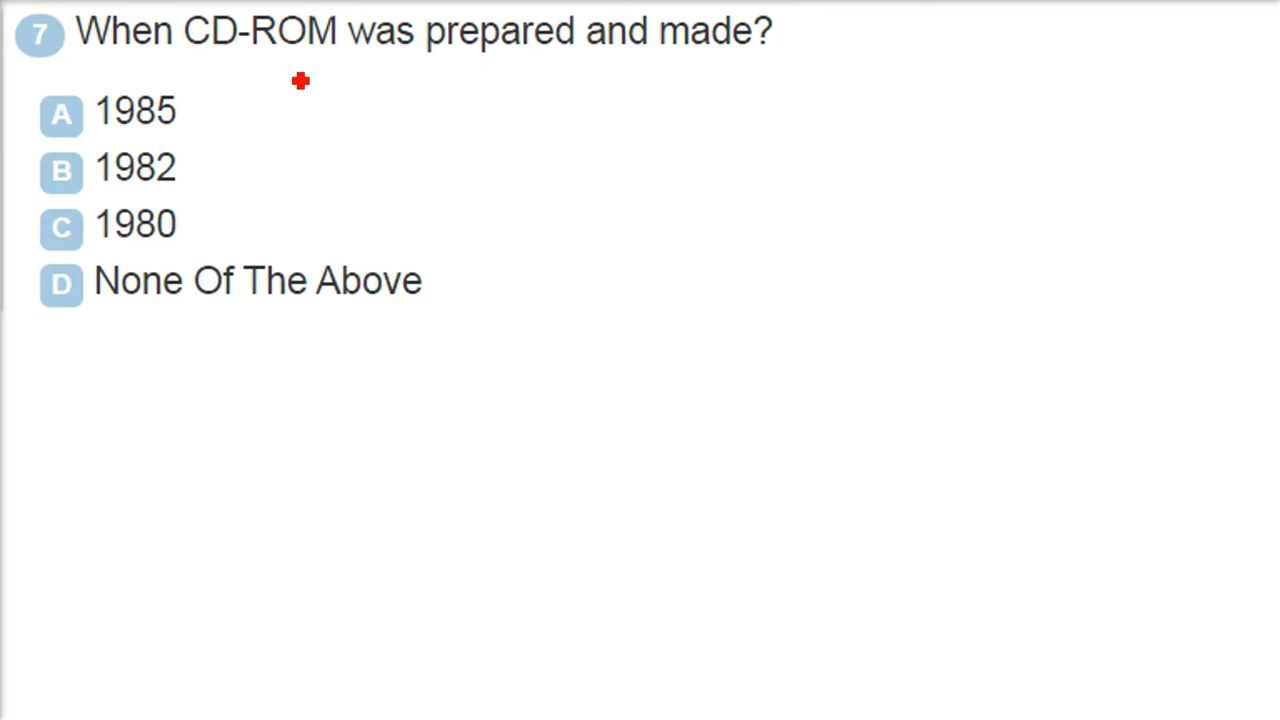 7 When CD-ROM was prepared and made?
A 1985
B 1982
C 1980
D None Of The Above